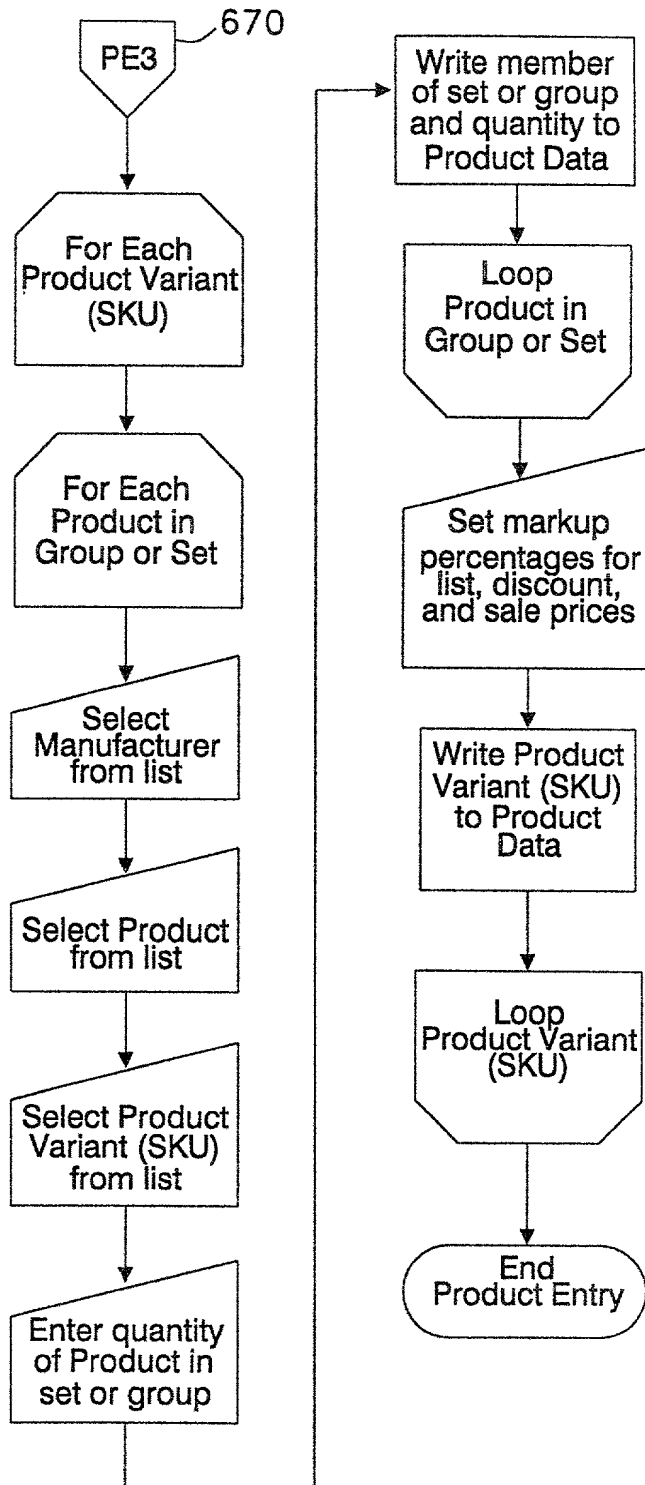 670
PE3
For Each
Product Variant
(SKU)
For Each
Product in
Group or Set
Select
Manufacturer
from list
Select Product
from list
Select Product
Variant (SKU)
from list
Enter quantity
of Product in
set or group
Write member
of set or group
and quantity to
Product Data
Loop
Product in
Group or Set
Set markup
percentages for
list, discount,
and sale prices
Write Product
Variant (SKU)
to Product
Data
Loop
Product Variant
(SKU)
End
Product Entry